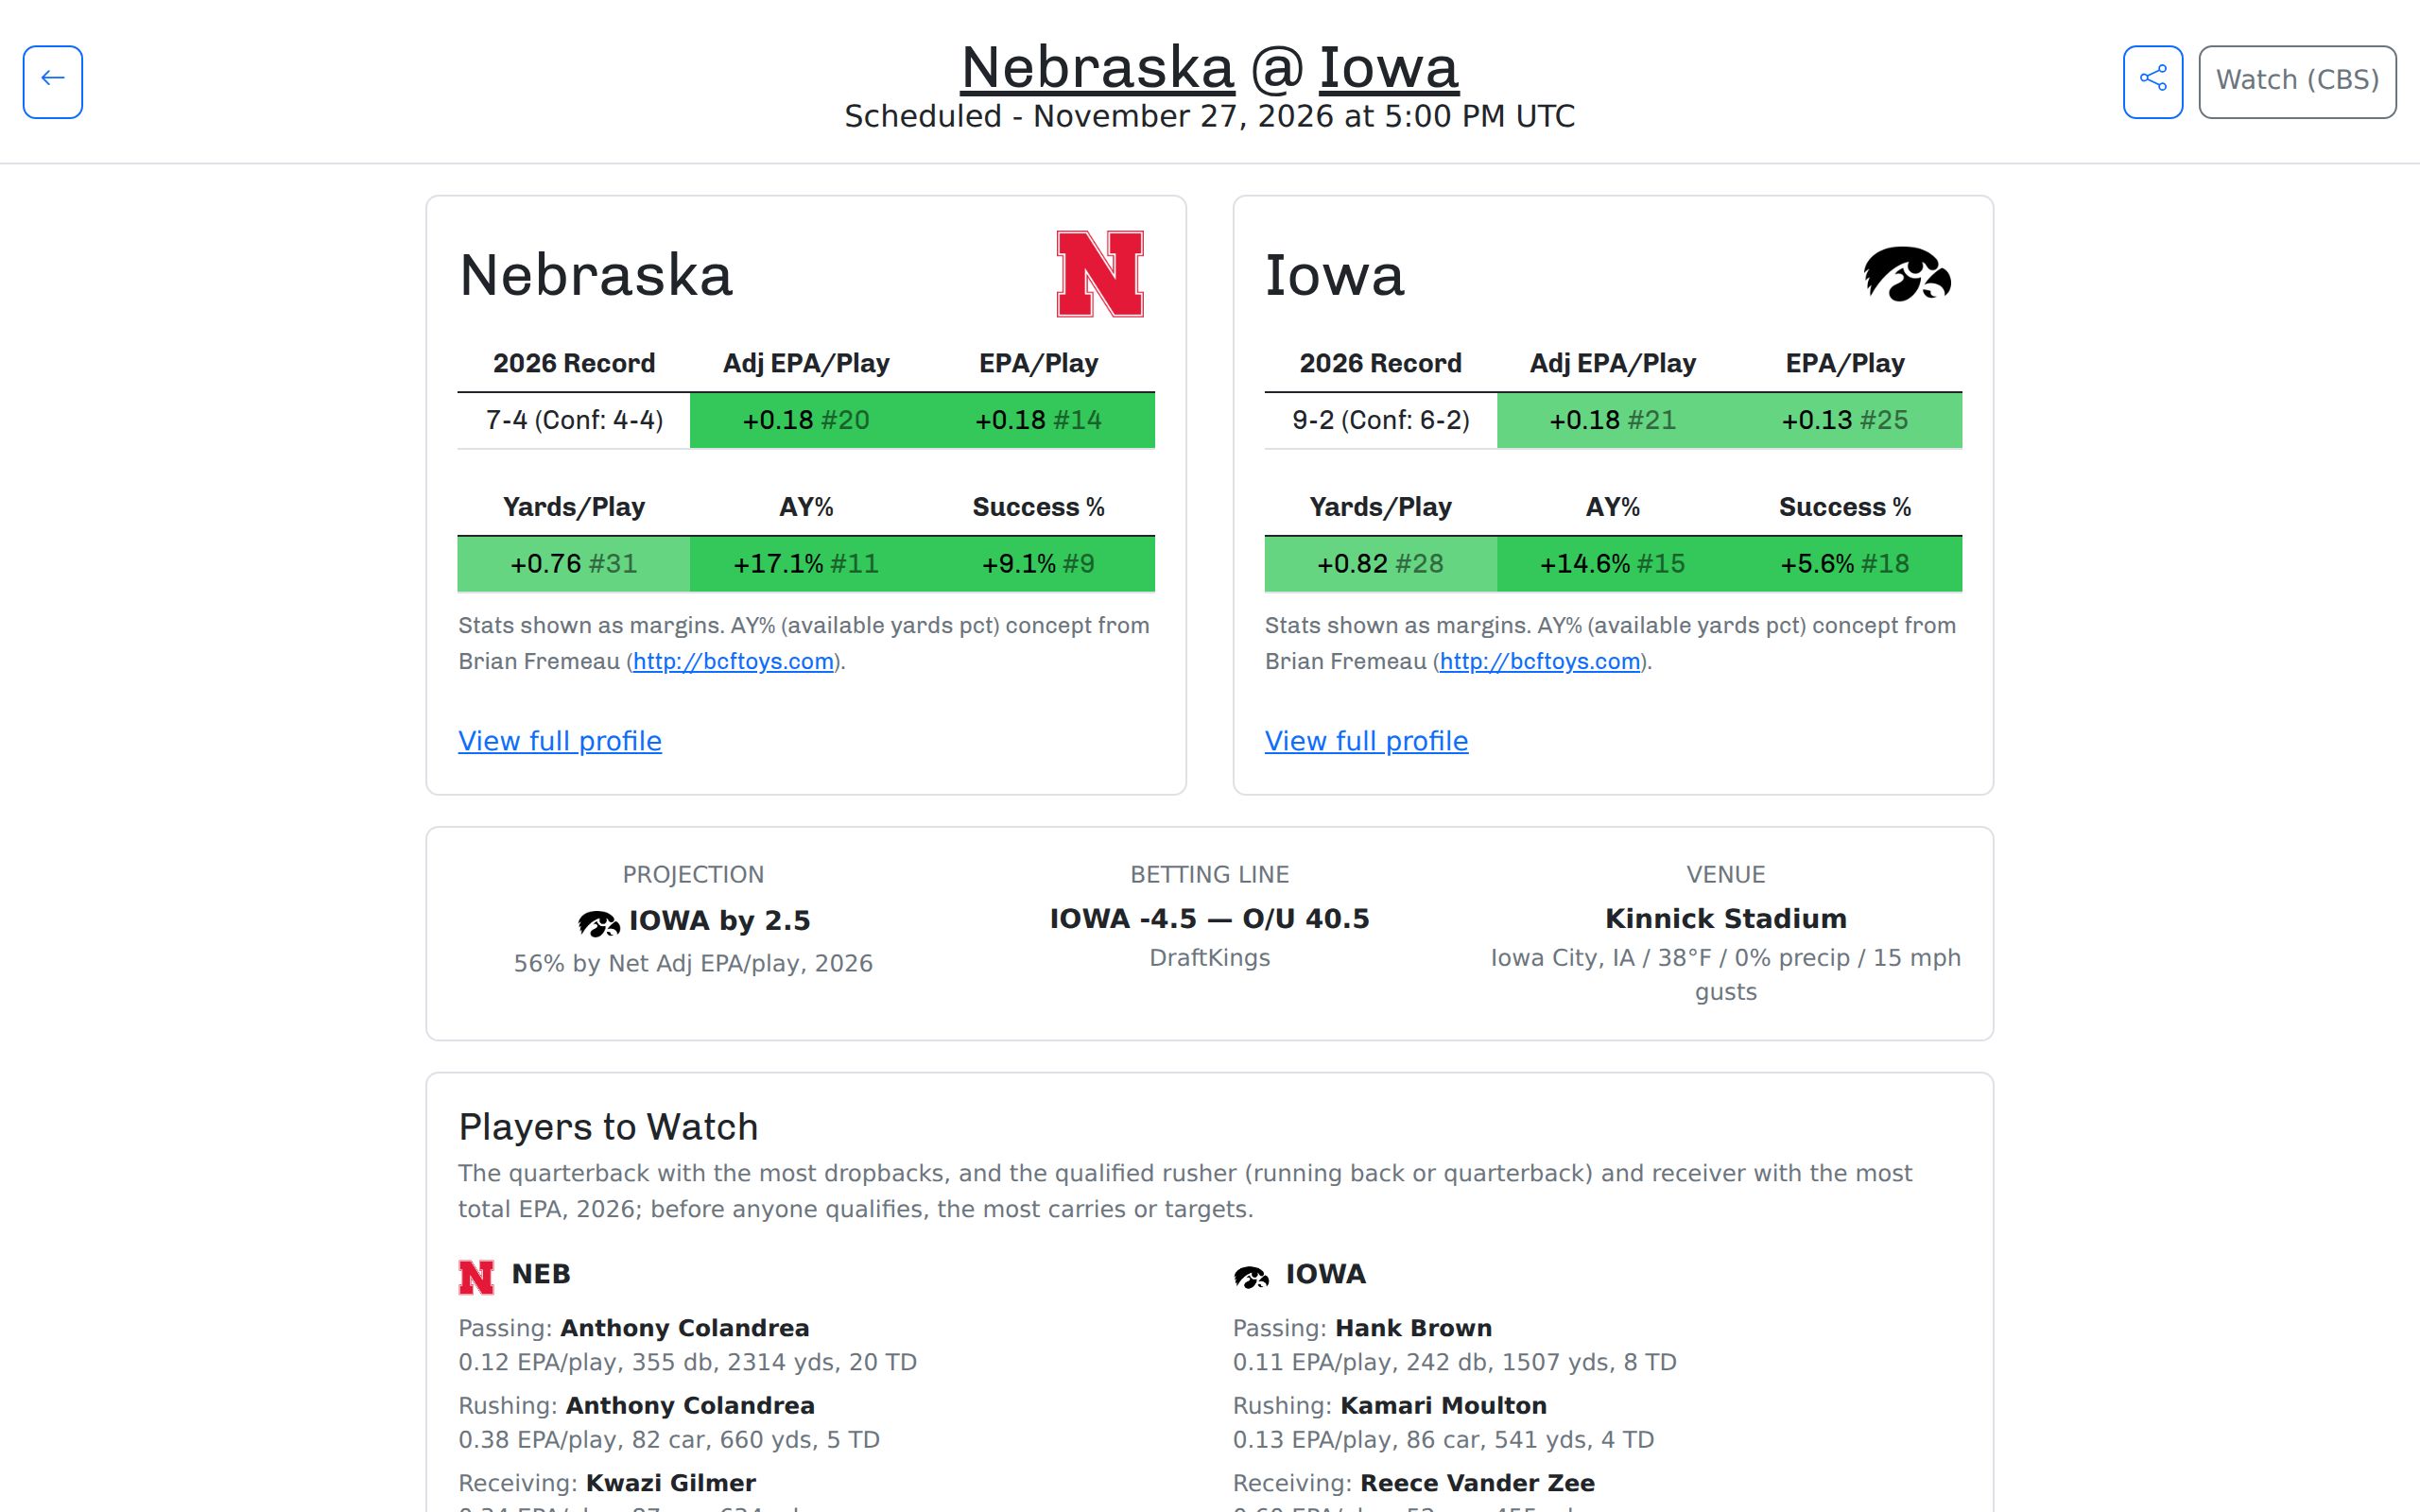 ←
Nebraska @ Iowa
Scheduled - November 27, 2026 at 5:00 PM UTC
Watch (CBS)
Nebraska
N
2026 Record Adj EPA/Play EPA/Play
7-4 (Conf: 4-4) +0.18 #20 +0.18 #14
Yards/Play AY% Success %
+0.76 #31 +17.1% #11 +9.1% #9
Stats shown as margins. AY% (available yards pct) concept from
Brian Fremeau (http://bcftoys.com).
View full profile
Iowa
2026 Record Adj EPA/Play EPA/Play
9-2 (Conf: 6-2) +0.18 #21 +0.13 #25
Yards/Play AY% Success %
+0.82 #28 +14.6% #15 +5.6% #18
Stats shown as margins. AY% (available yards pct) concept from
Brian Fremeau (http://bcftoys.com).
View full profile
PROJECTION
IOWA by 2.5
56% by Net Adj EPA/play, 2026
BETTING LINE
IOWA -4.5 — O/U 40.5
DraftKings
VENUE
Kinnick Stadium
Iowa City, IA / 38°F / 0% precip / 15 mph
gusts
Players to Watch
The quarterback with the most dropbacks, and the qualified rusher (running back or quarterback) and receiver with the most
total EPA, 2026; before anyone qualifies, the most carries or targets.
N NEB
Passing: Anthony Colandrea
0.12 EPA/play, 355 db, 2314 yds, 20 TD
Rushing: Anthony Colandrea
0.38 EPA/play, 82 car, 660 yds, 5 TD
Receiving: Kwazi Gilmer
IOWA
Passing: Hank Brown
0.11 EPA/play, 242 db, 1507 yds, 8 TD
Rushing: Kamari Moulton
0.13 EPA/play, 86 car, 541 yds, 4 TD
Receiving: Reece Vander Zee